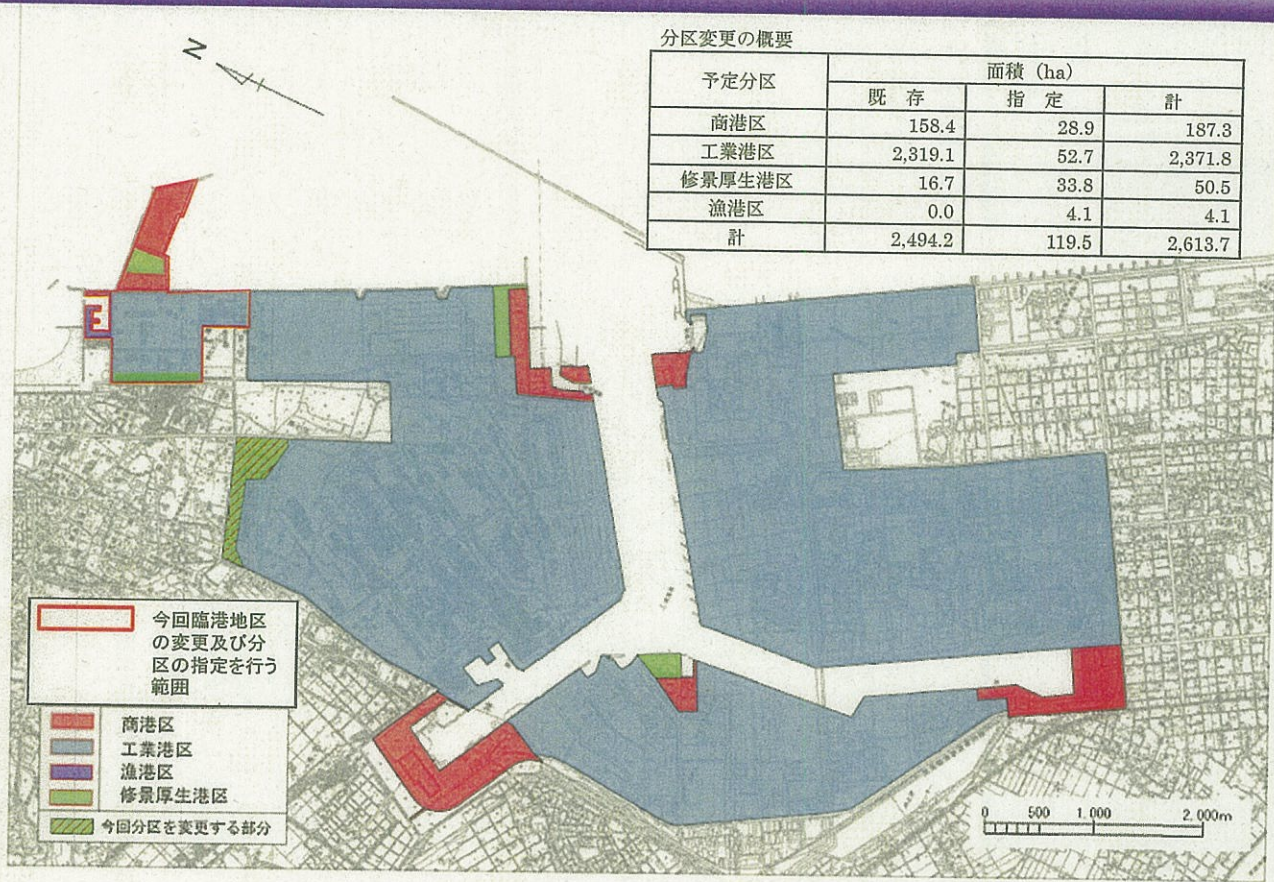 N
分区変更の概要
予定分区 面積 (ha)
既 存 指 定 計
商港区 158.4 28.9 187.3
工業港区 2,319.1 52.7 2,371.8
修景厚生港区 16.7 33.8 50.5
漁港区 0.0 4.1 4.1
計 2,494.2 119.5 2,613.7
今回臨港地区
の変更及び分
区の指定を行う
範囲
商港区
工業港区
漁港区
修景厚生港区
今回分区を変更する部分
0 500 1,000 2,000m